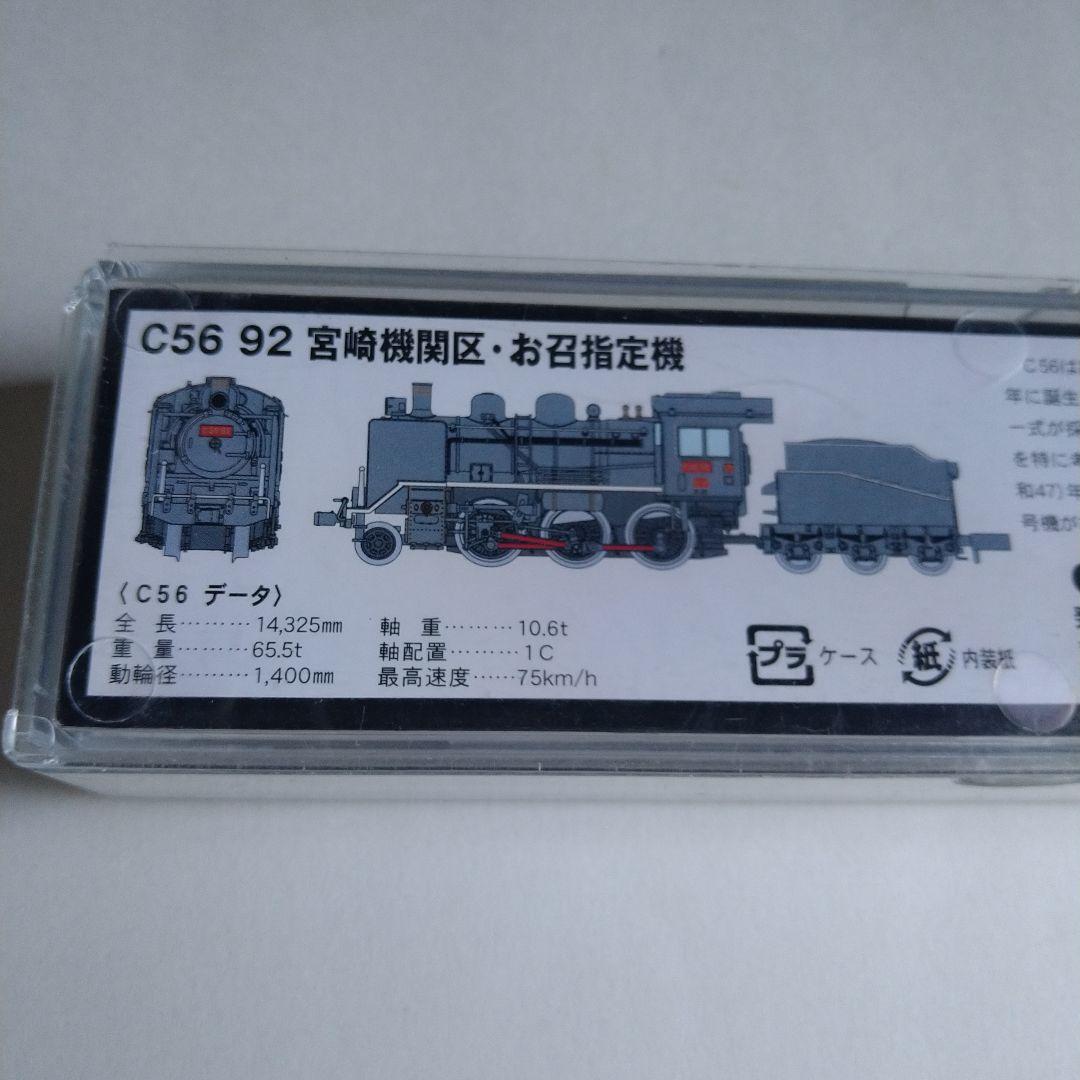 C56 92 宮崎機関区・お召指定機
C56は
年に誕生
一式が採
を特に考
和47)年
号機が
〈C56 データ〉
全 長………14,325mm
重 量………65.5t
動輪径………1,400mm
軸 重………10.6t
軸配置………1C
最高速度……75km/h
プラ ケース
紙 内装紙